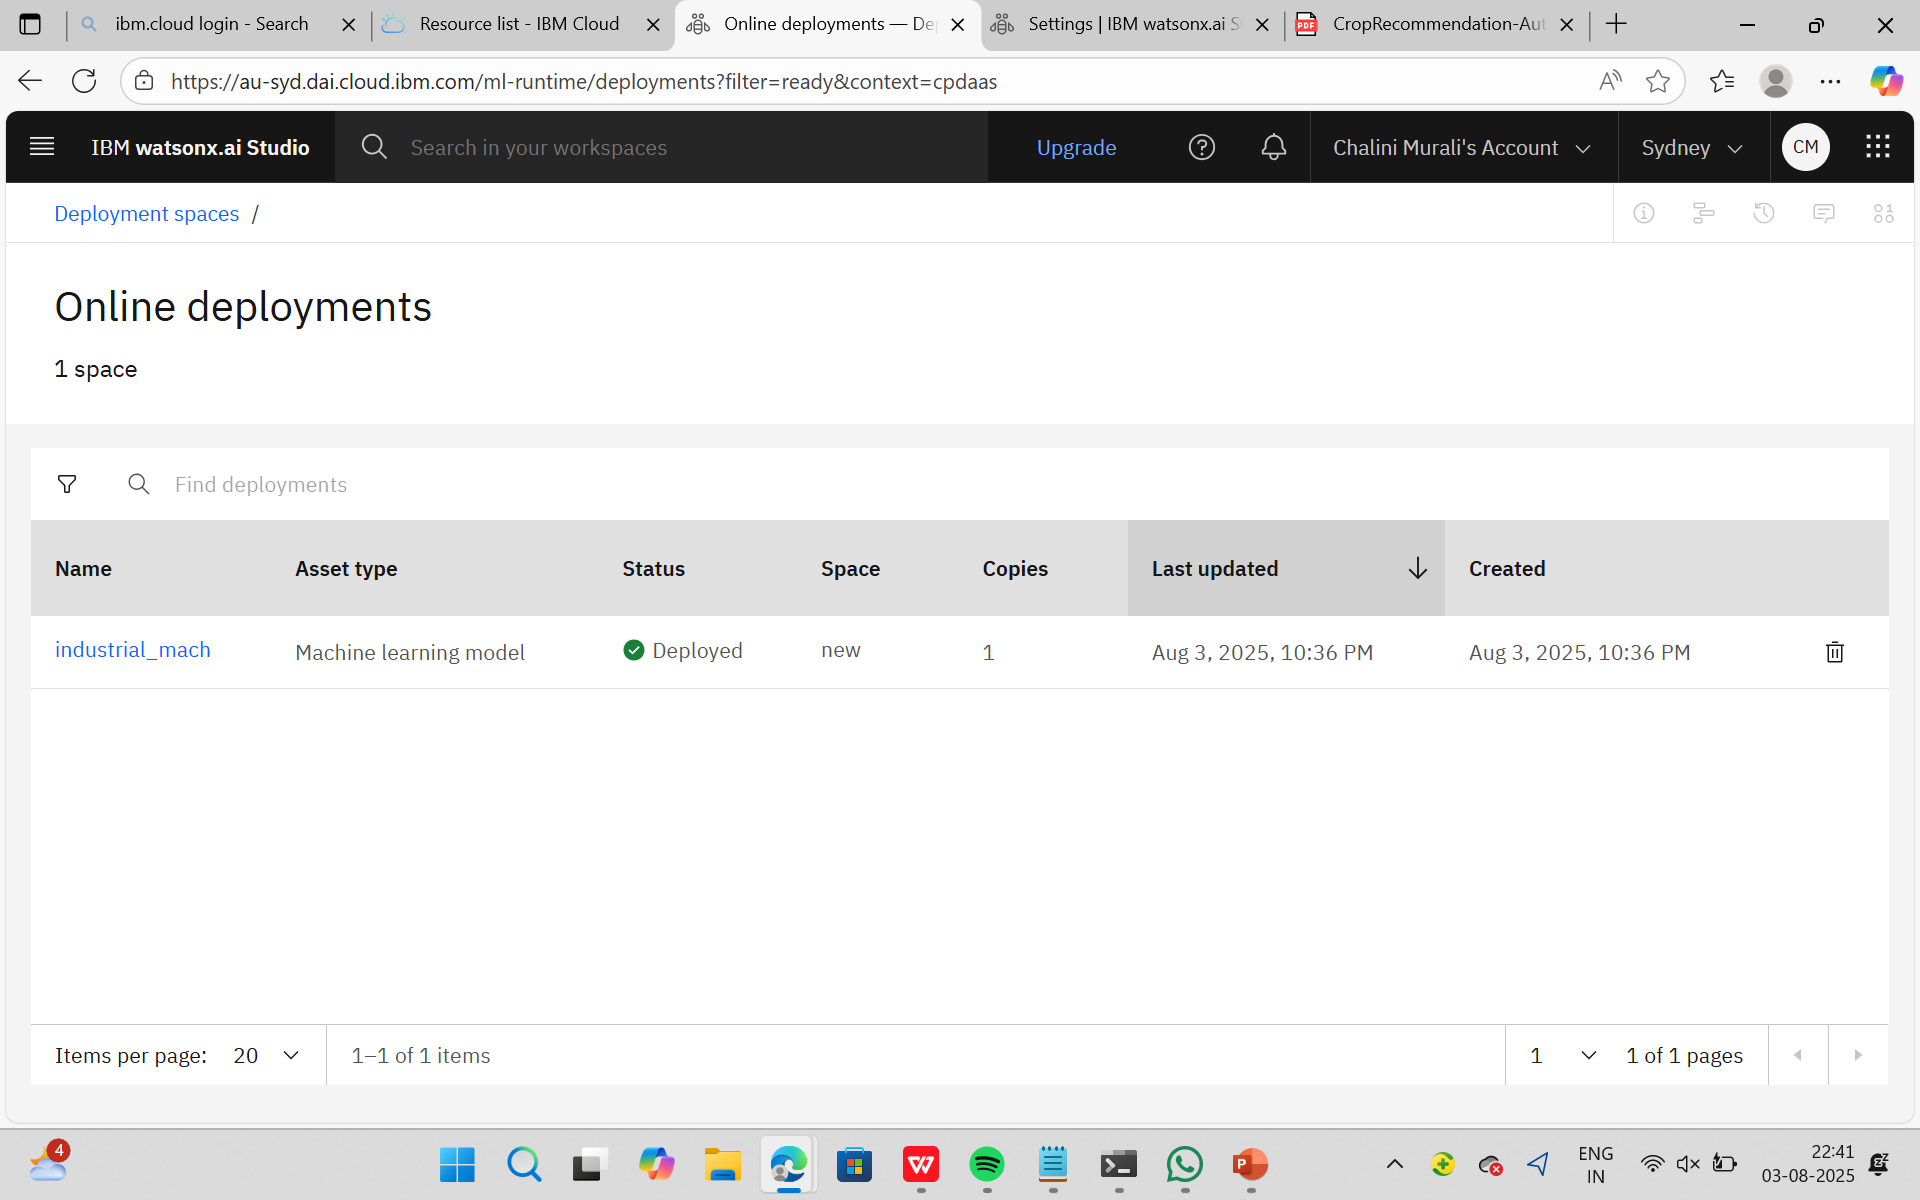 ibm.cloud login - Search
Resource list - IBM Cloud
Online deployments — De
Settings | IBM watsonx.ai S
PDF
CropRecommendation-Aut
https://au-syd.dai.cloud.ibm.com/ml-runtime/deployments?filter=ready&context=cpdaas
IBM watsonx.ai Studio
Search in your workspaces
Upgrade
Chalini Murali's Account
Sydney
CM
Deployment spaces /
Online deployments
1 space
Find deployments
Name Asset type Status Space Copies Last updated Created
industrial_mach Machine learning model Deployed new 1 Aug 3, 2025, 10:36 PM Aug 3, 2025, 10:36 PM
Items per page: 20 1–1 of 1 items 1 1 of 1 pages
4
ENG
IN
22:41
03-08-2025